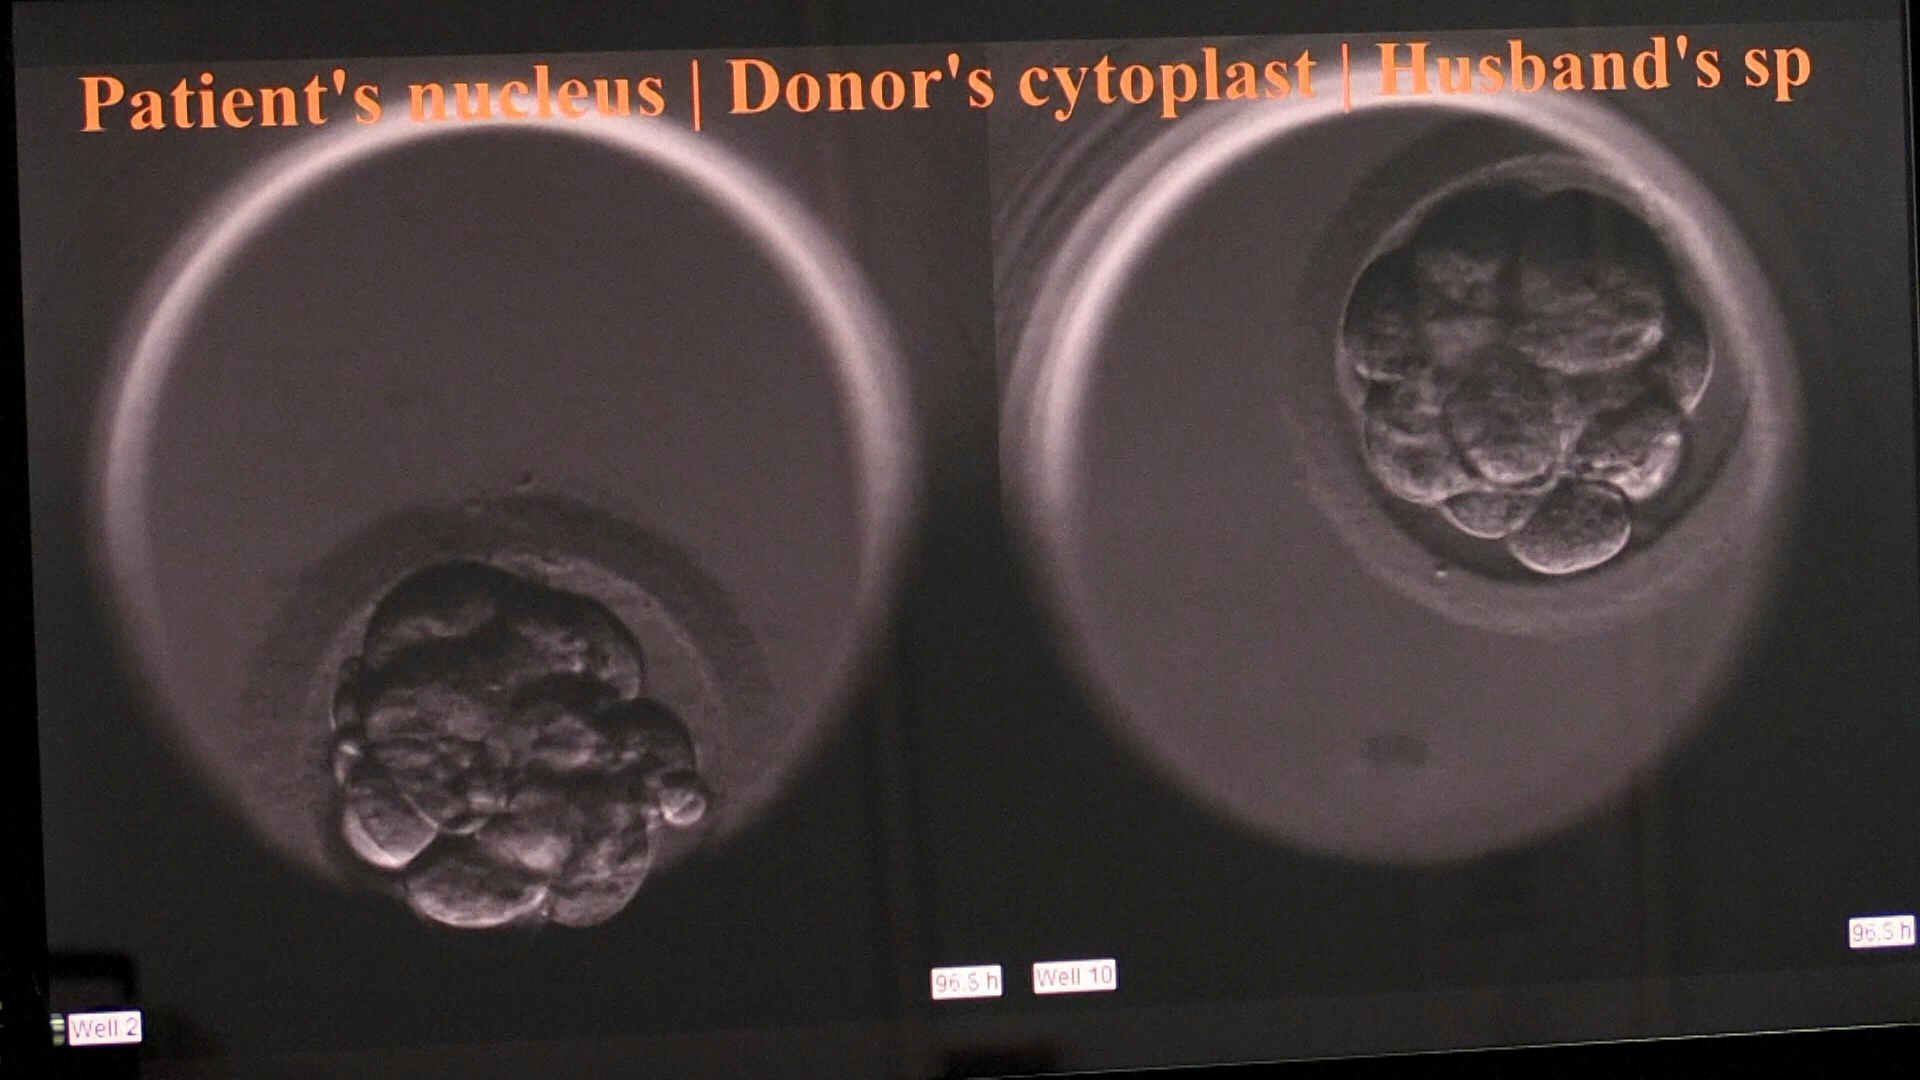 Patient's nucleus | Donor's cytoplast | Husband's sp
96.5 h
Well 10
96.5 h
Well 2